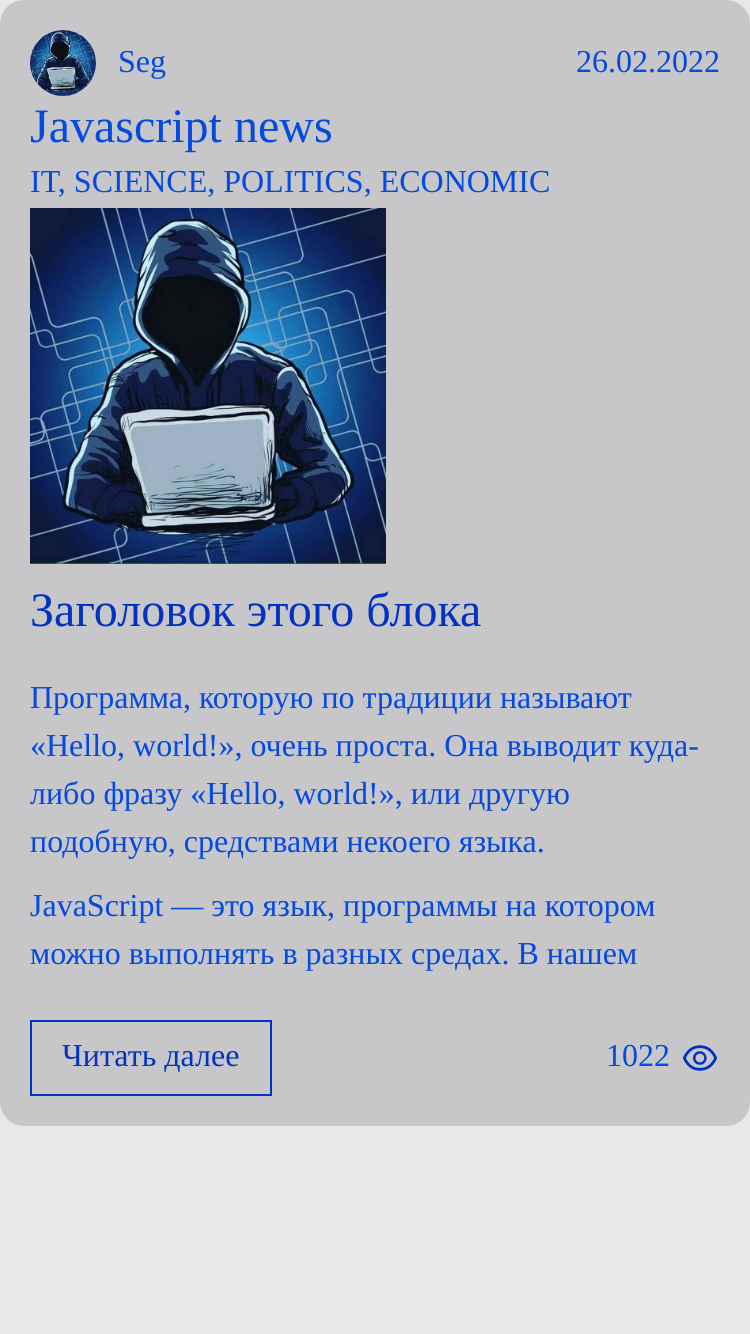 Seg
26.02.2022
Javascript news
IT, SCIENCE, POLITICS, ECONOMIC
Заголовок этого блока
Программа, которую по традиции называют
«Hello, world!», очень проста. Она выводит куда-
либо фразу «Hello, world!», или другую
подобную, средствами некоего языка.
JavaScript — это язык, программы на котором
можно выполнять в разных средах. В нашем
Читать далее
1022